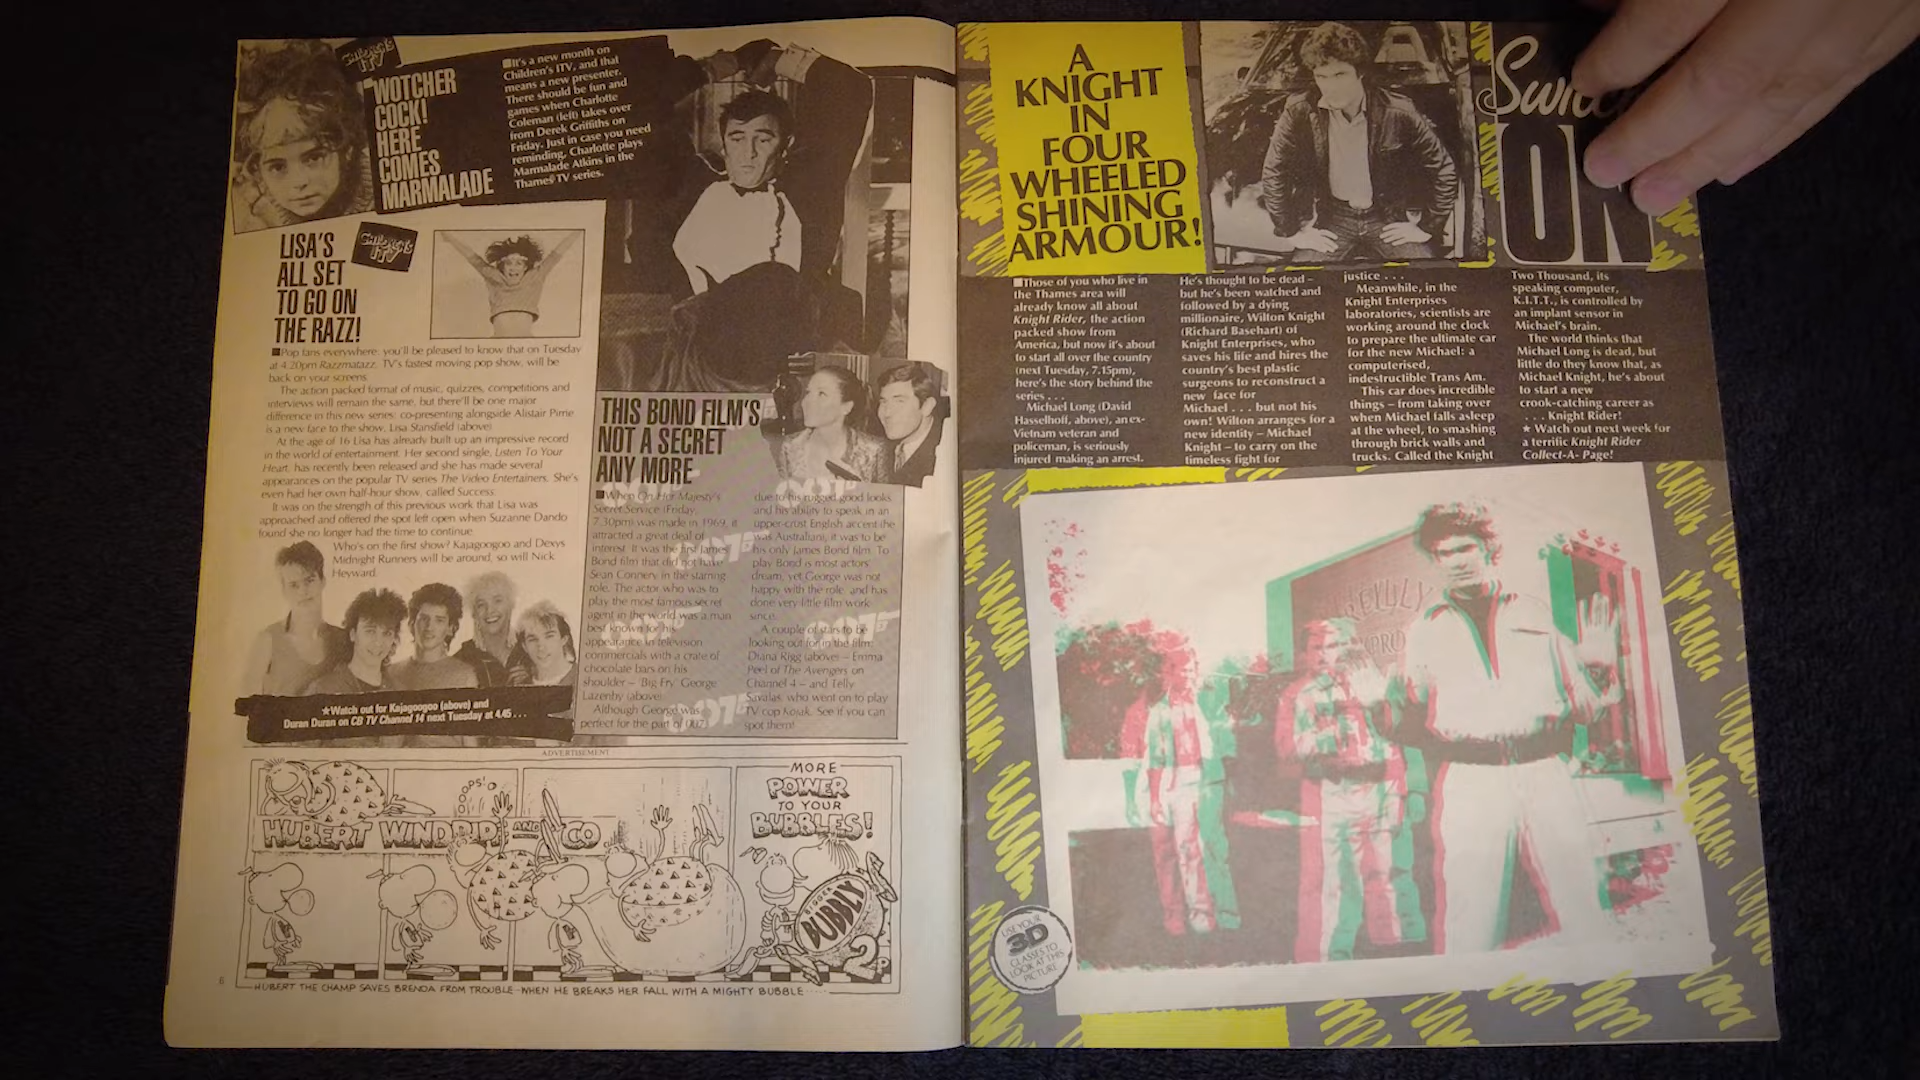 CHILDREN'S
ITV
WOTCHER
COCK!
HERE
COMES
MARMALADE
■It's a new month on
Children's ITV, and that
means a new presenter.
There should be fun and
games when Charlotte
Coleman (left) takes over
from Derek Griffiths on
Friday. Just in case you need
reminding, Charlotte plays
Marmalade Atkins in the
Thames TV series.
LISA'S
ALL SET
TO GO ON
THE RAZZ!
CHILDREN'S
ITV
■Pop fans everywhere, you'll be pleased to know that on Tuesday
at 4.20pm Razzmatazz, TV's fastest moving pop show, will be
back on your screens.
The action packed format of music, quizzes, competitions and
interviews will remain the same, but there'll be one major
difference in this new series: co-presenting alongside Alistair Pirrie
is a new face to the show, Lisa Stansfield (above).
At the age of 16 Lisa has already built up an impressive record
in the world of entertainment. Her second single, Listen To Your
Heart, has recently been released and she has made several
appearances on the popular TV series The Video Entertainers. She's
even had her own half-hour show, called Success.
It was on the strength of this previous work that Lisa was
approached and offered the spot left open when Suzanne Dando
found she no longer had the time to continue.
Who's on the first show? Kajagoogoo and Dexys
Midnight Runners will be around, so will Nick
Heyward.
★Watch out for Kajagoogoo (above) and
Duran Duran on CB TV Channel 14 next Tuesday at 4.45 . . .
THIS BOND FILM'S
NOT A SECRET
ANY MORE
■When On Her Majesty's
Secret Service (Friday,
7.30pm) was made in 1969, it
attracted a great deal of
interest. It was the first James
Bond film that did not have
Sean Connery in the starring
role. The actor who was to
play the most famous secret
agent in the world was a man
best known for his
appearance in television
commercials with a crate of
chocolate bars on his
shoulder – 'Big Fry' George
Lazenby (above).
Although George was
perfect for the part of 007,
due to his rugged good looks
and his ability to speak in an
upper-crust English accent (he
was Australian), it was to be
his only James Bond film. To
play Bond is most actors'
dream, yet George was not
happy with the role and has
done very little film work
since.
A couple of stars to be
looking out for in the film:
Diana Rigg (above) – Emma
Peel of The Avengers on
Channel 4 – and Telly
Savalas, who went on to play
TV cop Kojak. See if you can
spot them!
ADVERTISEMENT
OOPS!
HUBERT WINDPIPE AND CO
MORE
POWER
TO YOUR
BUBBLES!
BUBBLY
2p
HUBERT THE CHAMP SAVES BRENDA FROM TROUBLE – WHEN HE BREAKS HER FALL WITH A MIGHTY BUBBLE
6
A
KNIGHT
IN
FOUR
WHEELED
SHINING
ARMOUR!
ON
■Those of you who live in
the Thames area will
already know all about
Knight Rider, the action
packed show from
America, but now it's about
to start all over the country
(next Tuesday, 7.15pm),
here's the story behind the
series . . .
Michael Long (David
Hasselhoff, above), an ex-
Vietnam veteran and
policeman, is seriously
injured making an arrest.
He's thought to be dead –
but he's been watched and
followed by a dying
millionaire, Wilton Knight
(Richard Basehart) of
Knight Enterprises, who
saves his life and hires the
country's best plastic
surgeons to reconstruct a
new face for
Michael . . . but not his
own! Wilton arranges for a
new identity – Michael
Knight – to carry on the
timeless fight for
justice . . .
Meanwhile, in the
Knight Enterprises
laboratories, scientists are
working around the clock
to prepare the ultimate car
for the new Michael: a
computerised,
indestructible Trans Am.
This car does incredible
things – from taking over
when Michael falls asleep
at the wheel, to smashing
through brick walls and
trucks. Called the Knight
Two Thousand, its
speaking computer,
K.I.T.T., is controlled by
an implant sensor in
Michael's brain.
The world thinks that
Michael Long is dead, but
little do they know that, as
Michael Knight, he's about
to start a new
crook-catching career as
. . . Knight Rider!
★ Watch out next week for
a terrific Knight Rider
Collect-A- Page!
USE YOUR
3D
GLASSES TO
LOOK AT THIS
PICTURE